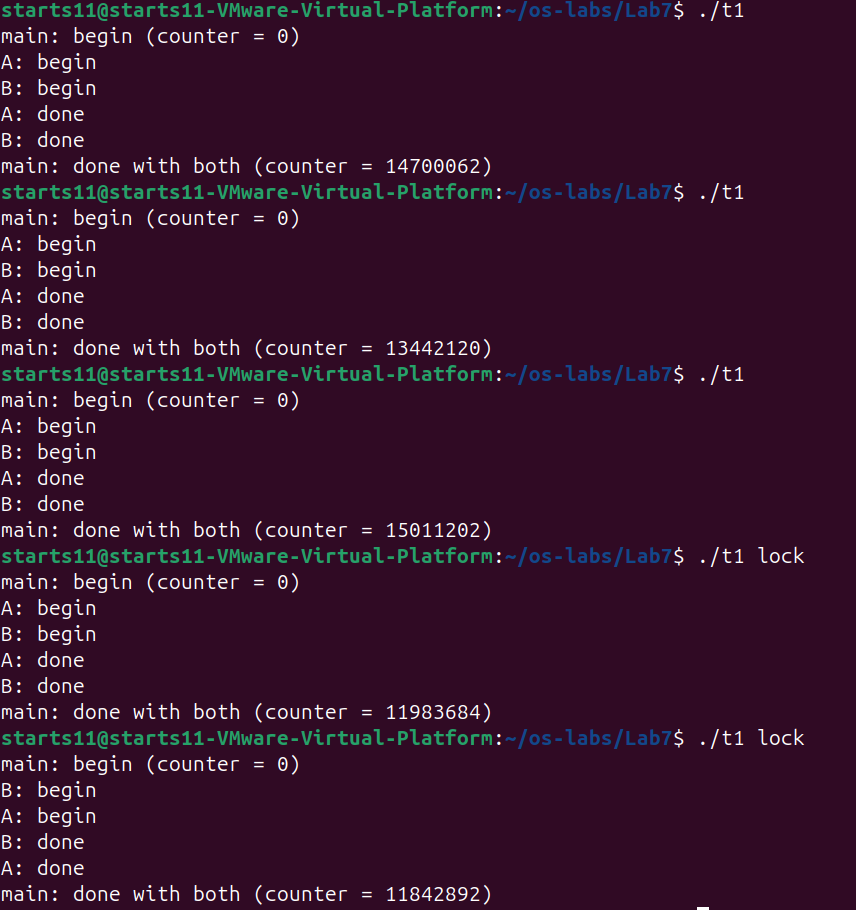 starts11@starts11-VMware-Virtual-Platform:~/os-labs/Lab7$ ./t1
main: begin (counter = 0)
A: begin
B: begin
A: done
B: done
main: done with both (counter = 14700062)
starts11@starts11-VMware-Virtual-Platform:~/os-labs/Lab7$ ./t1
main: begin (counter = 0)
A: begin
B: begin
A: done
B: done
main: done with both (counter = 13442120)
starts11@starts11-VMware-Virtual-Platform:~/os-labs/Lab7$ ./t1
main: begin (counter = 0)
A: begin
B: begin
A: done
B: done
main: done with both (counter = 15011202)
starts11@starts11-VMware-Virtual-Platform:~/os-labs/Lab7$ ./t1 lock
main: begin (counter = 0)
A: begin
B: begin
A: done
B: done
main: done with both (counter = 11983684)
starts11@starts11-VMware-Virtual-Platform:~/os-labs/Lab7$ ./t1 lock
main: begin (counter = 0)
B: begin
A: begin
B: done
A: done
main: done with both (counter = 11842892)